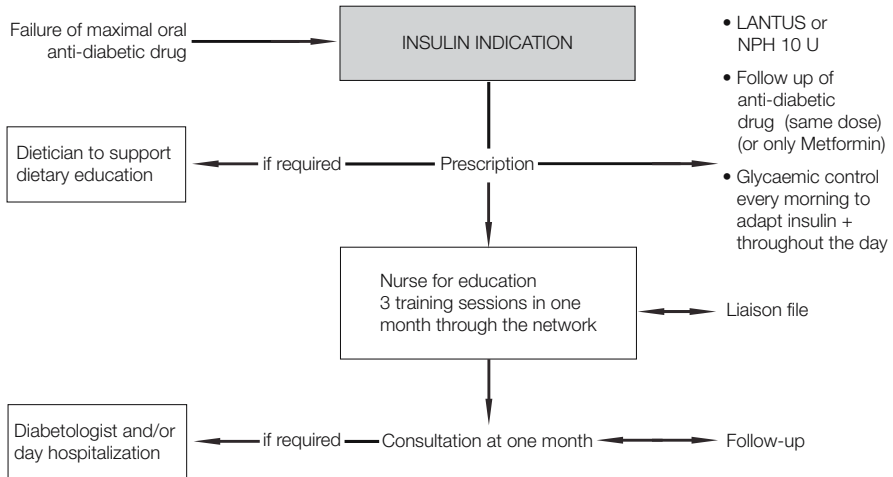 Failure of maximal oral
anti-diabetic drug
INSULIN INDICATION
• LANTUS or
NPH 10 U
• Follow up of
anti-diabetic
drug (same dose)
(or only Metformin)
• Glycaemic control
every morning to
adapt insulin +
throughout the day
Dietician to support
dietary education
if required
Prescription
Nurse for education
3 training sessions in one
month through the network
Liaison file
Diabetologist and/or
day hospitalization
if required
Consultation at one month
Follow-up